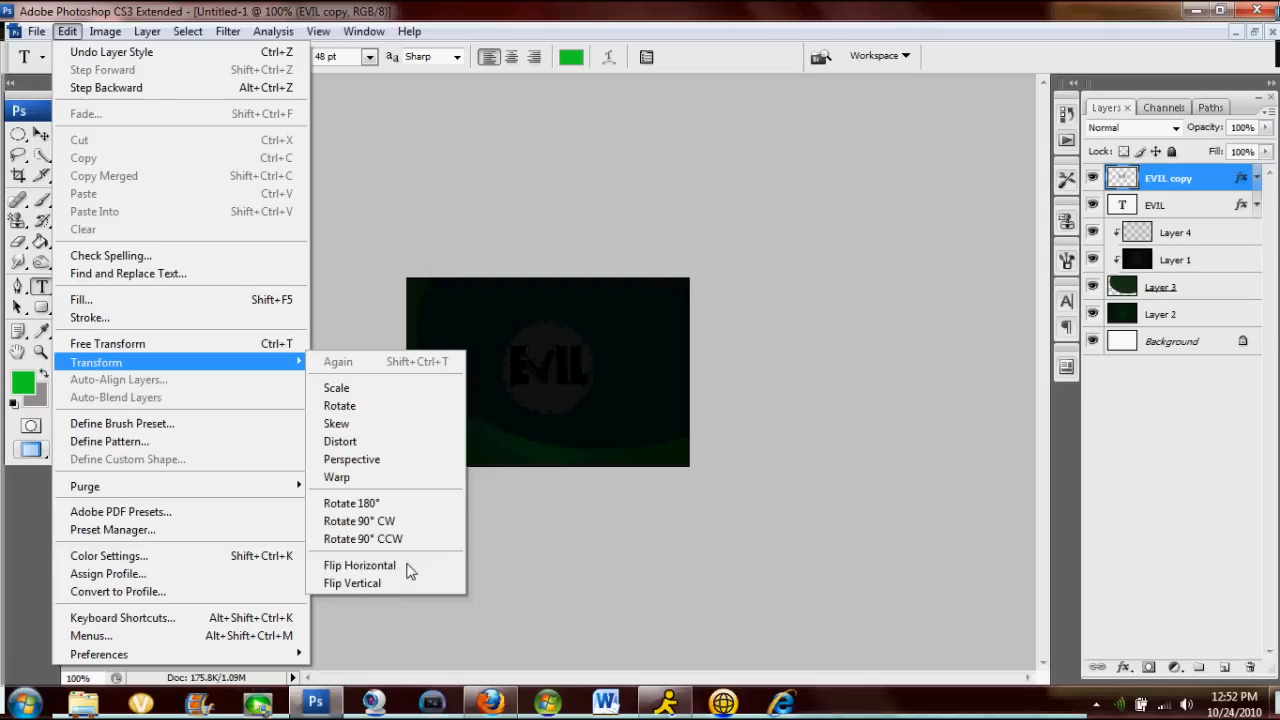 Adobe Photoshop CS3 Extended - [Untitled-1 @ 100% (EVIL copy, RGB/8)]
File Edit Image Layer Select Filter Analysis View Window Help
T 48 pt aa Sharp Workspace
Ps
Undo Layer Style Ctrl+Z
Step Forward Shift+Ctrl+Z
Step Backward Alt+Ctrl+Z
Fade... Shift+Ctrl+F
Cut Ctrl+X
Copy Ctrl+C
Copy Merged Shift+Ctrl+C
Paste Ctrl+V
Paste Into Shift+Ctrl+V
Clear
Check Spelling...
Find and Replace Text...
Fill... Shift+F5
Stroke...
Free Transform Ctrl+T
Transform
Auto-Align Layers...
Auto-Blend Layers
Define Brush Preset...
Define Pattern...
Define Custom Shape...
Purge
Adobe PDF Presets...
Preset Manager...
Color Settings... Shift+Ctrl+K
Assign Profile...
Convert to Profile...
Keyboard Shortcuts... Alt+Shift+Ctrl+K
Menus... Alt+Shift+Ctrl+M
Preferences
Again Shift+Ctrl+T
Scale
Rotate
Skew
Distort
Perspective
Warp
Rotate 180°
Rotate 90° CW
Rotate 90° CCW
Flip Horizontal
Flip Vertical
EVIL
Layers × Channels Paths
Normal Opacity: 100%
Lock: Fill: 100%
EVIL copy fx
T EVIL fx
Layer 4
Layer 1
Layer 3
Layer 2
Background
100% Doc: 175.8K/1.09M
Ps W
12:52 PM
10/24/2010